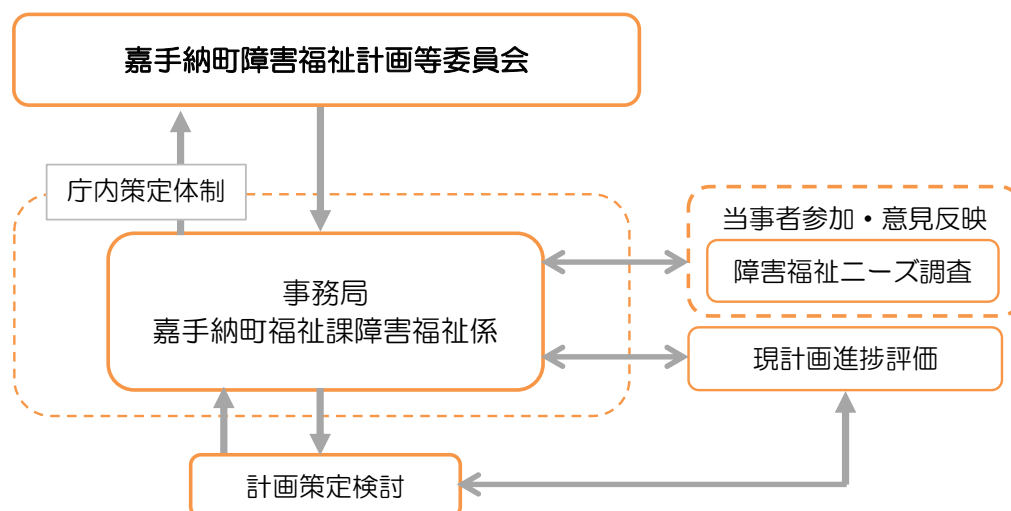 嘉手納町障害福祉計画等委員会
庁内策定体制
当事者参加・意見反映
障害福祉ニーズ調査
事務局
嘉手納町福祉課障害福祉係
現計画進捗評価
計画策定検討